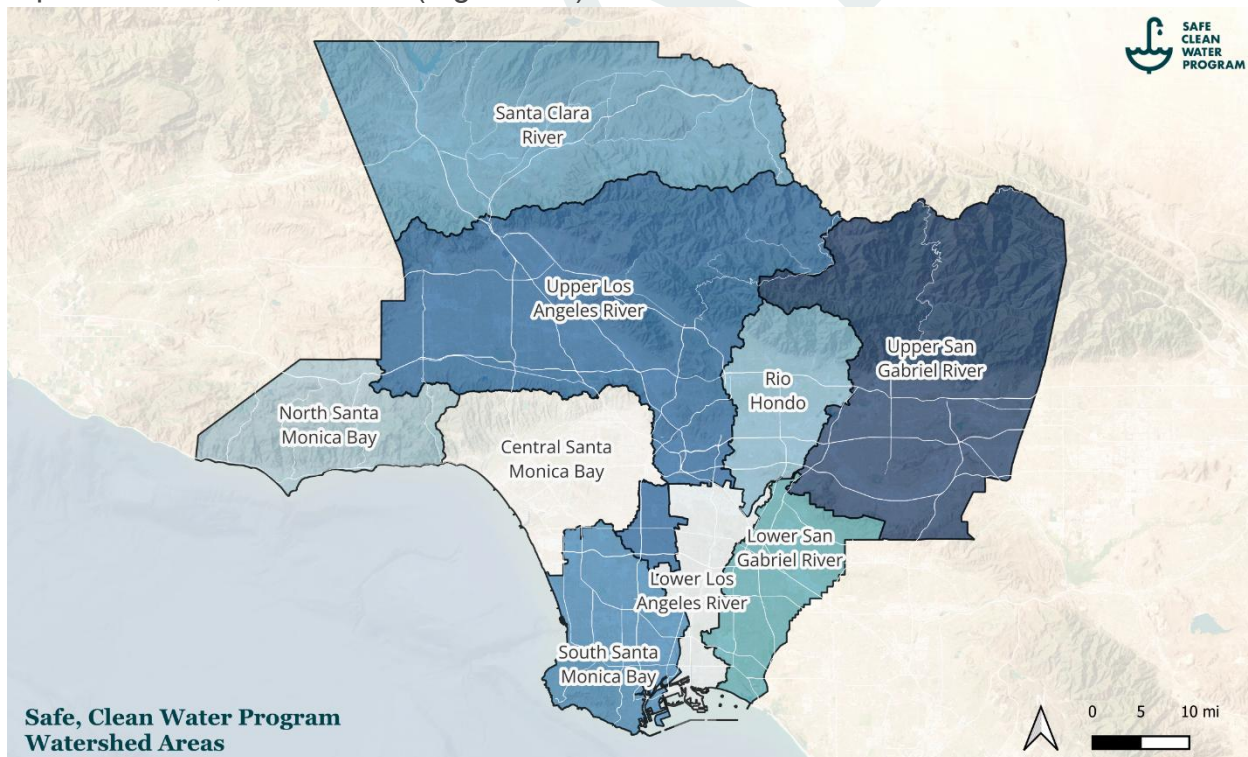 SAFE
CLEAN
WATER
PROGRAM
Santa Clara
River
Upper Los
Angeles River
Upper San
Gabriel River
Rio
Hondo
North Santa
Monica Bay
Central Santa
Monica Bay
Lower San
Gabriel River
Lower Los
Angeles River
South Santa
Monica Bay
Safe, Clean Water Program
Watershed Areas
0 5 10 mi